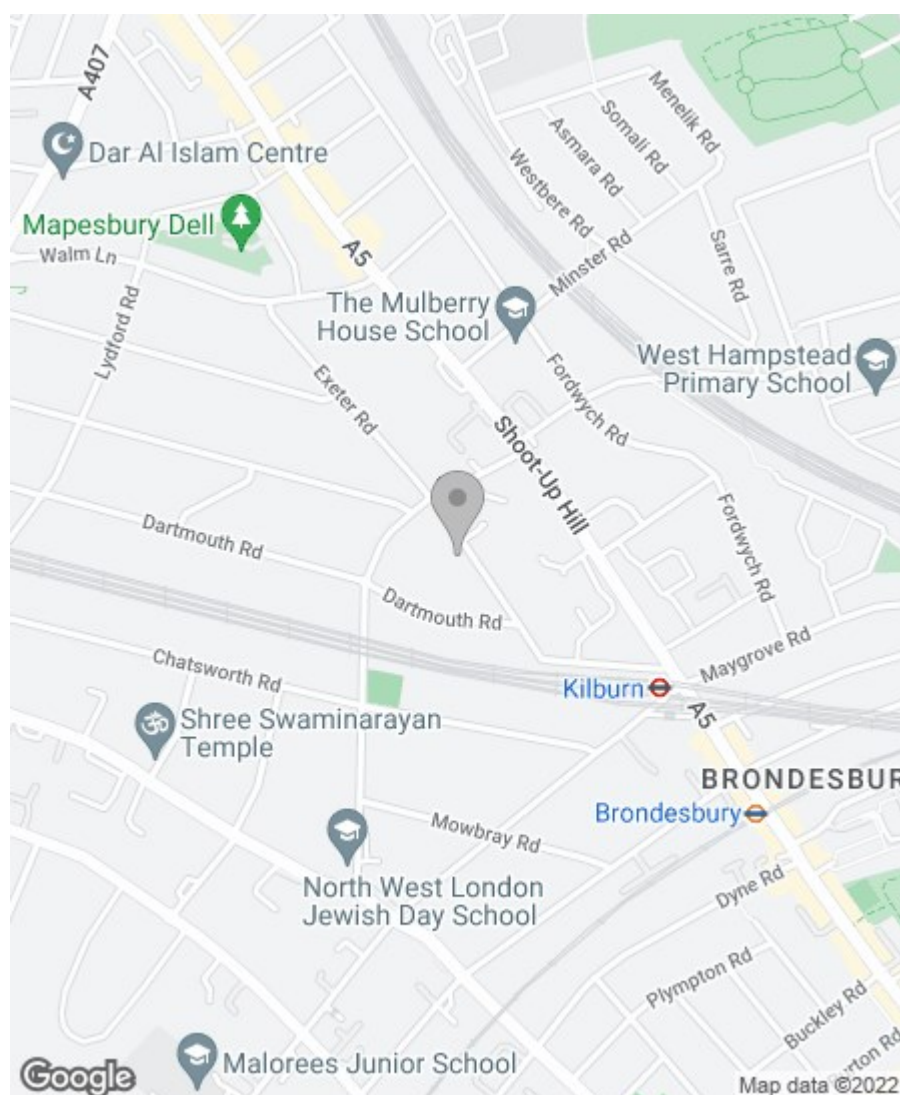 A407
Menelik Rd
Somali Rd
Asmara Rd
Westbere Rd
Dar Al Islam Centre
Mapesbury Dell
Walm Ln
A5
Minster Rd
Sarre Rd
Lydford Rd
The Mulberry
House School
West Hampstead
Primary School
Exeter Rd
Fordwych Rd
Shoot-Up Hill
Fordwych Rd
Dartmouth Rd
Dartmouth Rd
Maygrove Rd
Chatsworth Rd
Kilburn
A5
Shree Swaminarayan
Temple
BRONDESBUR
Brondesbury
Mowbray Rd
North West London
Jewish Day School
Dyne Rd
Plympton Rd
Buckley Rd
urton Rd
Malorees Junior School
Google
Map data ©2022